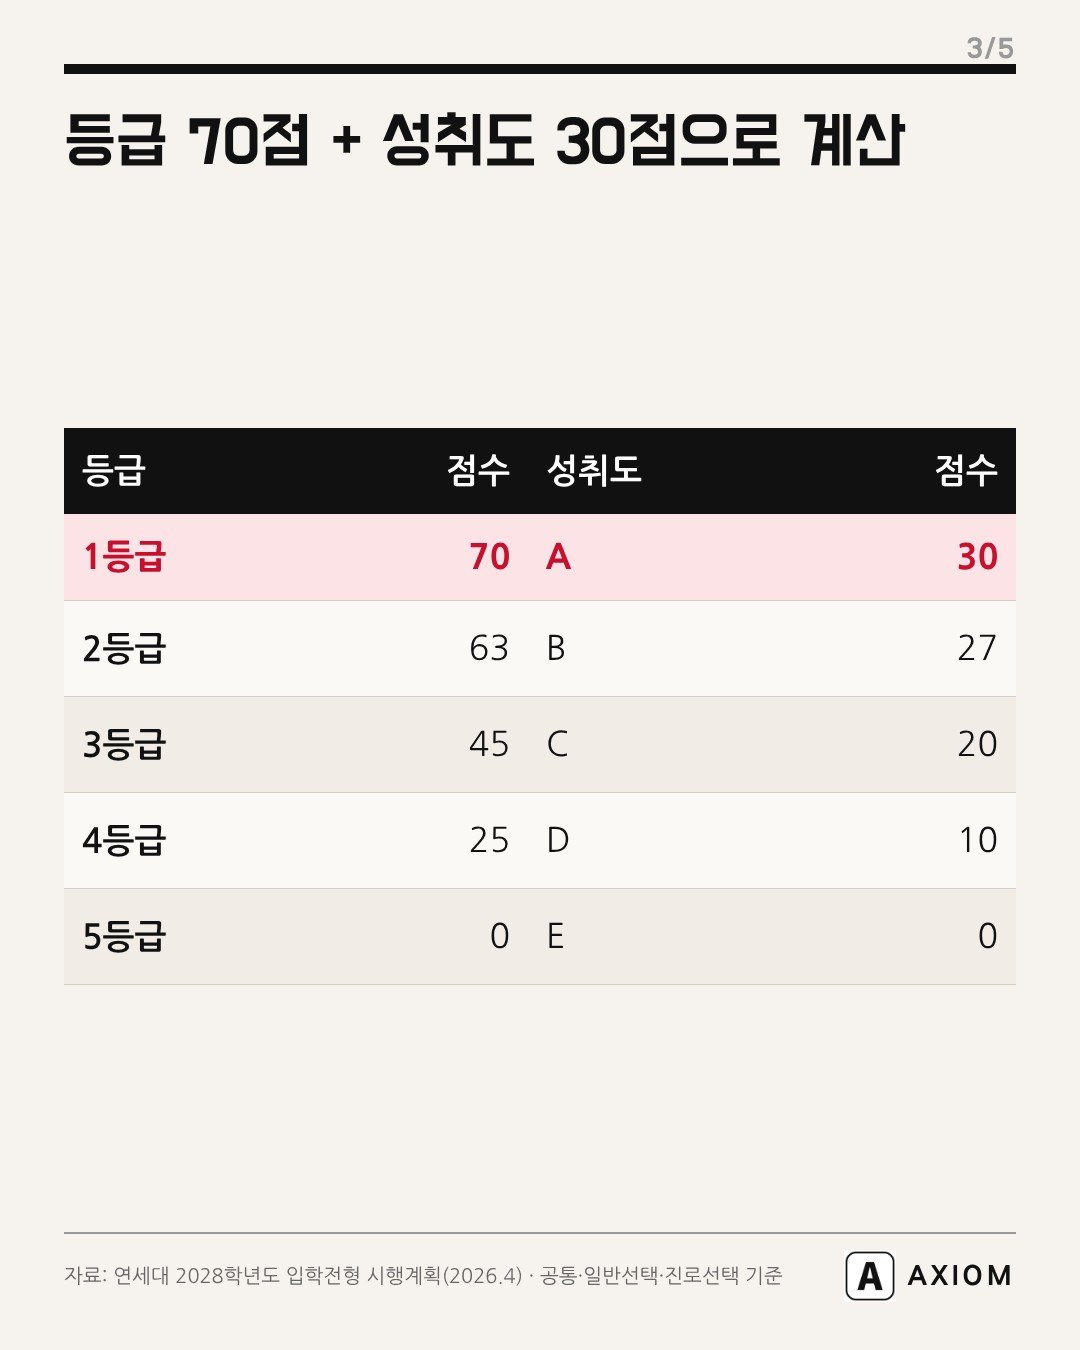 3/5
등급 70점 + 성취도 30점으로 계산
등급 점수 성취도 점수
1등급 70 A 30
2등급 63 B 27
3등급 45 C 20
4등급 25 D 10
5등급 0 E 0
자료: 연세대 2028학년도 입학전형 시행계획(2026.4) · 공통·일반선택·진로선택 기준
A AXIOM